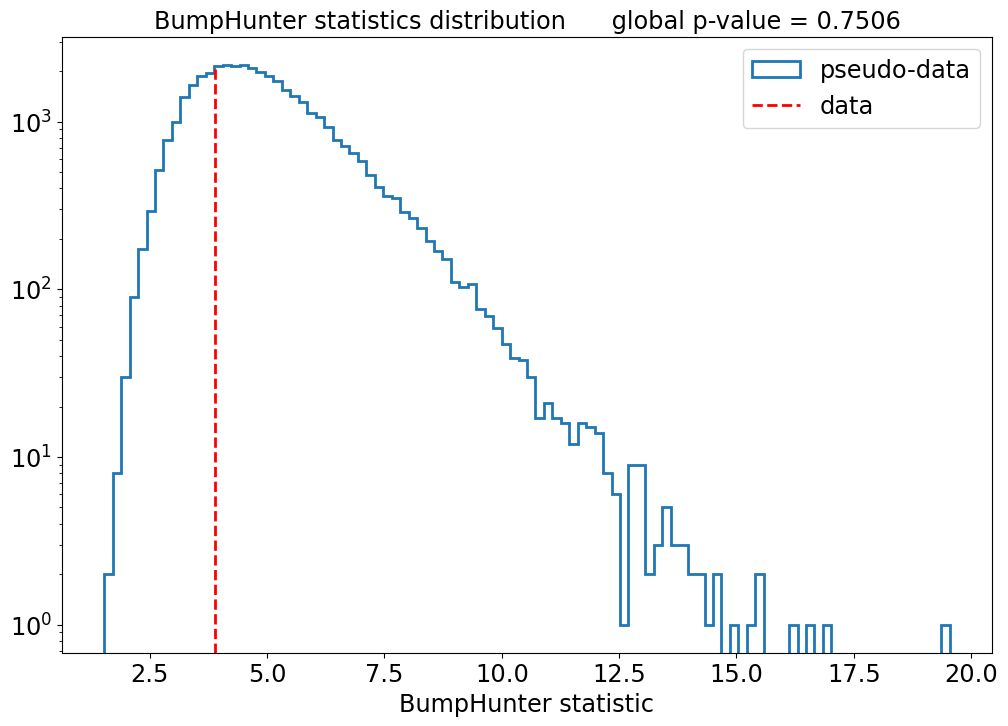 BumpHunter statistics distribution      global p-value = 0.7506
pseudo-data
data
10³
10²
10¹
10⁰
2.5 5.0 7.5 10.0 12.5 15.0 17.5 20.0
BumpHunter statistic